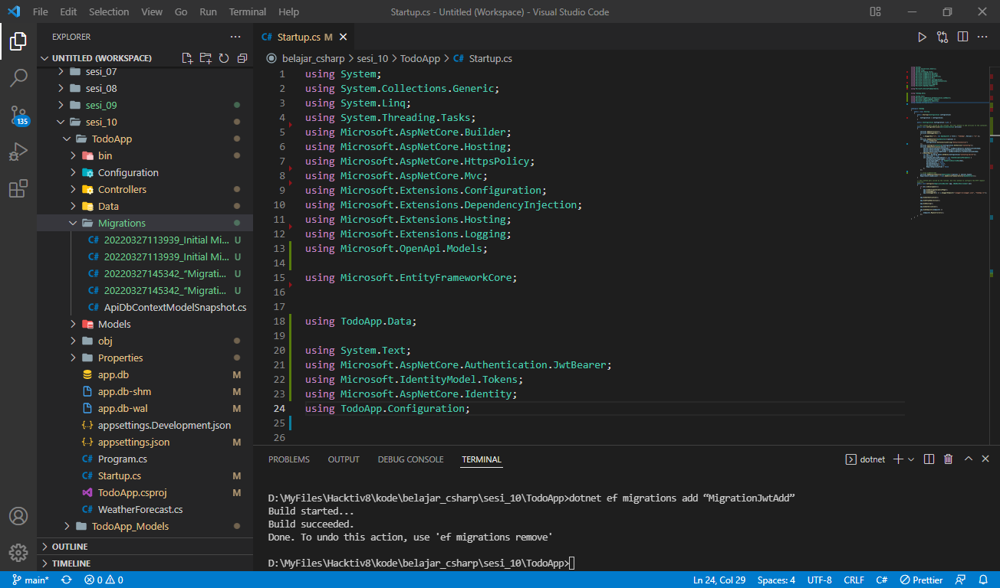 File Edit Selection View Go Run Terminal Help
Startup.cs - Untitled (Workspace) - Visual Studio Code
EXPLORER
UNTITLED (WORKSPACE)
sesi_07
sesi_08
sesi_09
sesi_10
TodoApp
bin
Configuration
Controllers
Data
Migrations
C# 20220327113939_Initial Mi... U
C# 20220327113939_Initial Mi... U
C# 20220327145342_“Migrati... U
C# 20220327145342_“Migrati... U
C# ApiDbContextModelSnapshot.cs
Models
obj
Properties
app.db M
app.db-shm M
app.db-wal M
{..} appsettings.Development.json
{..} appsettings.json M
C# Program.cs
C# Startup.cs M
TodoApp.csproj M
C# WeatherForecast.cs
TodoApp_Models
OUTLINE
TIMELINE
135
C# Startup.cs M
belajar_csharp > sesi_10 > TodoApp > C# Startup.cs
1 using System;
2 using System.Collections.Generic;
3 using System.Linq;
4 using System.Threading.Tasks;
5 using Microsoft.AspNetCore.Builder;
6 using Microsoft.AspNetCore.Hosting;
7 using Microsoft.AspNetCore.HttpsPolicy;
8 using Microsoft.AspNetCore.Mvc;
9 using Microsoft.Extensions.Configuration;
10 using Microsoft.Extensions.DependencyInjection;
11 using Microsoft.Extensions.Hosting;
12 using Microsoft.Extensions.Logging;
13 using Microsoft.OpenApi.Models;
14
15 using Microsoft.EntityFrameworkCore;
16
17
18 using TodoApp.Data;
19
20 using System.Text;
21 using Microsoft.AspNetCore.Authentication.JwtBearer;
22 using Microsoft.IdentityModel.Tokens;
23 using Microsoft.AspNetCore.Identity;
24 using TodoApp.Configuration;
25
26
PROBLEMS OUTPUT DEBUG CONSOLE TERMINAL
dotnet
D:\MyFiles\Hacktiv8\kode\belajar_csharp\sesi_10\TodoApp>dotnet ef migrations add “MigrationJwtAdd”
Build started...
Build succeeded.
Done. To undo this action, use 'ef migrations remove'
D:\MyFiles\Hacktiv8\kode\belajar_csharp\sesi_10\TodoApp>
main* 0 0 Ln 24, Col 29 Spaces: 4 UTF-8 CRLF C# Prettier